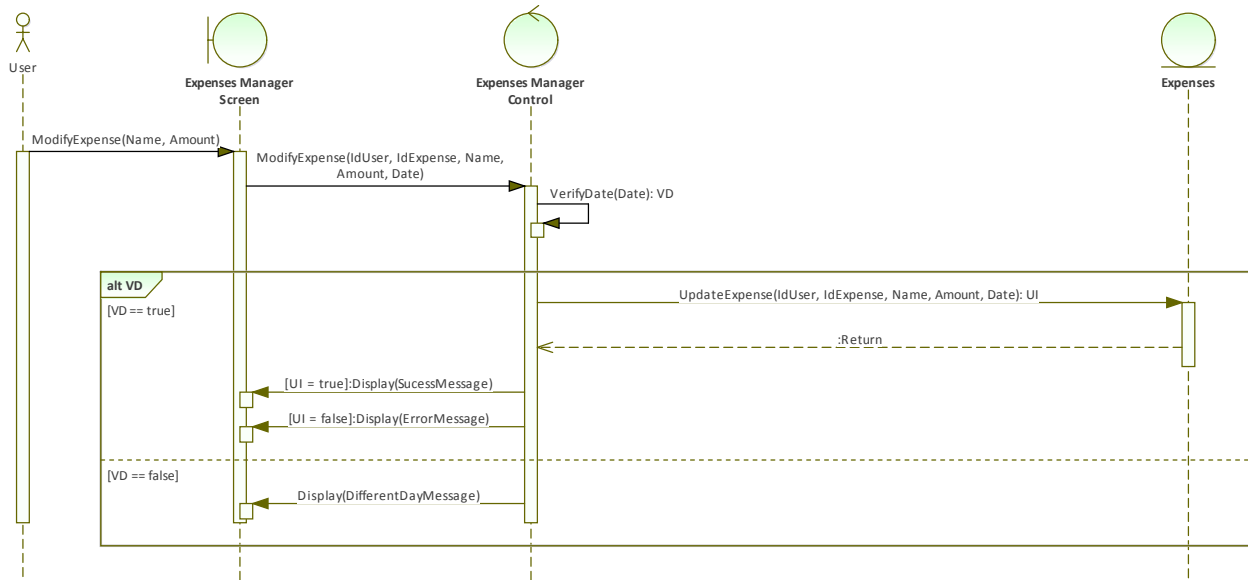 User
Expenses Manager
Screen
Expenses Manager
Control
Expenses
ModifyExpense(Name, Amount)
ModifyExpense(IdUser, IdExpense, Name,
Amount, Date)
VerifyDate(Date): VD
alt VD
[VD == true]
UpdateExpense(IdUser, IdExpense, Name, Amount, Date): UI
:Return
[UI = true]:Display(SucessMessage)
[UI = false]:Display(ErrorMessage)
[VD == false]
Display(DifferentDayMessage)